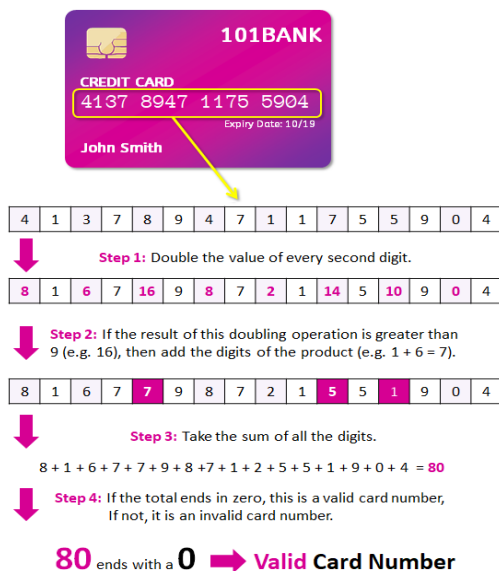 101BANK
CREDIT CARD
4137 8947 1175 5904
Expiry Date: 10/19
John Smith
4 1 3 7 8 9 4 7 1 1 7 5 5 9 0 4
Step 1: Double the value of every second digit.
8 1 6 7 16 9 8 7 2 1 14 5 10 9 0 4
Step 2: If the result of this doubling operation is greater than
9 (e.g. 16), then add the digits of the product (e.g. 1 + 6 = 7).
8 1 6 7 7 9 8 7 2 1 5 5 1 9 0 4
Step 3: Take the sum of all the digits.
8 + 1 + 6 + 7 + 7 + 9 + 8 +7 + 1 + 2 + 5 + 5 + 1 + 9 + 0 + 4 = 80
Step 4: If the total ends in zero, this is a valid card number,
If not, it is an invalid card number.
80 ends with a 0 Valid Card Number